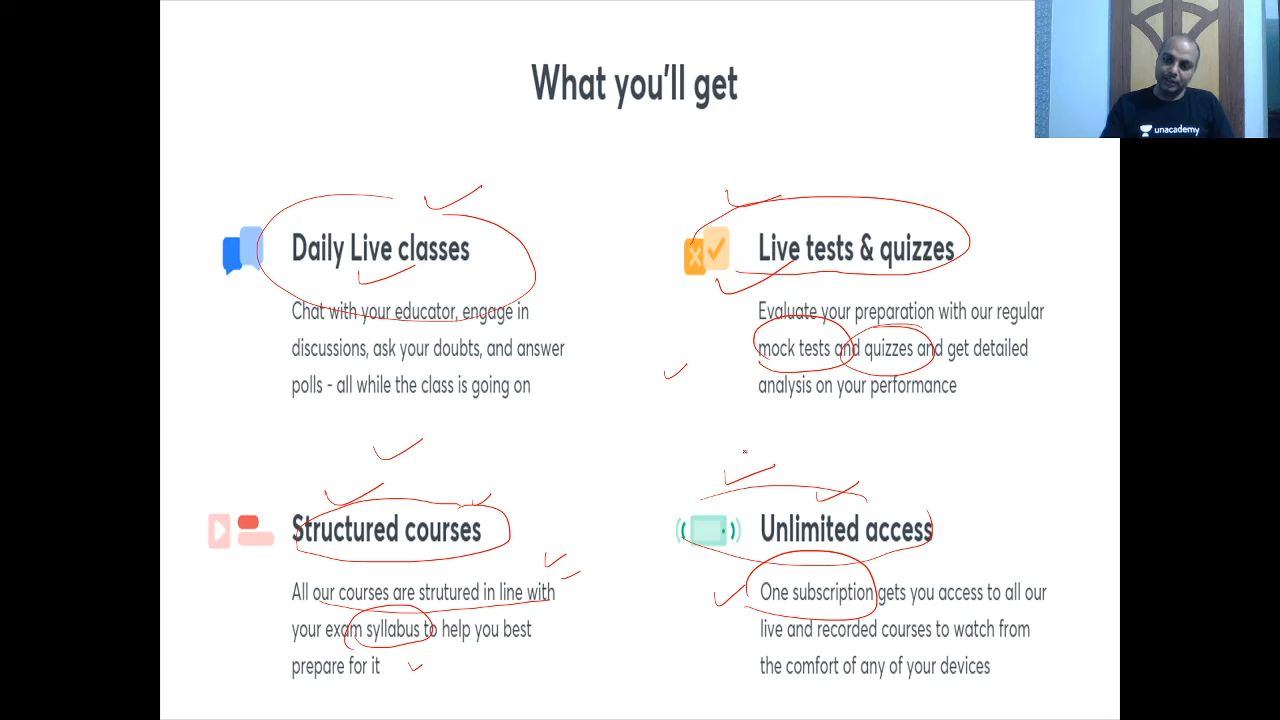 What you'll get
unacademy
Daily Live classes
Chat with your educator, engage in
discussions, ask your doubts, and answer
polls - all while the class is going on
Live tests & quizzes
Evaluate your preparation with our regular
mock tests and quizzes and get detailed
analysis on your performance
Structured courses
All our courses are strutured in line with
your exam syllabus to help you best
prepare for it
Unlimited access
One subscription gets you access to all our
live and recorded courses to watch from
the comfort of any of your devices